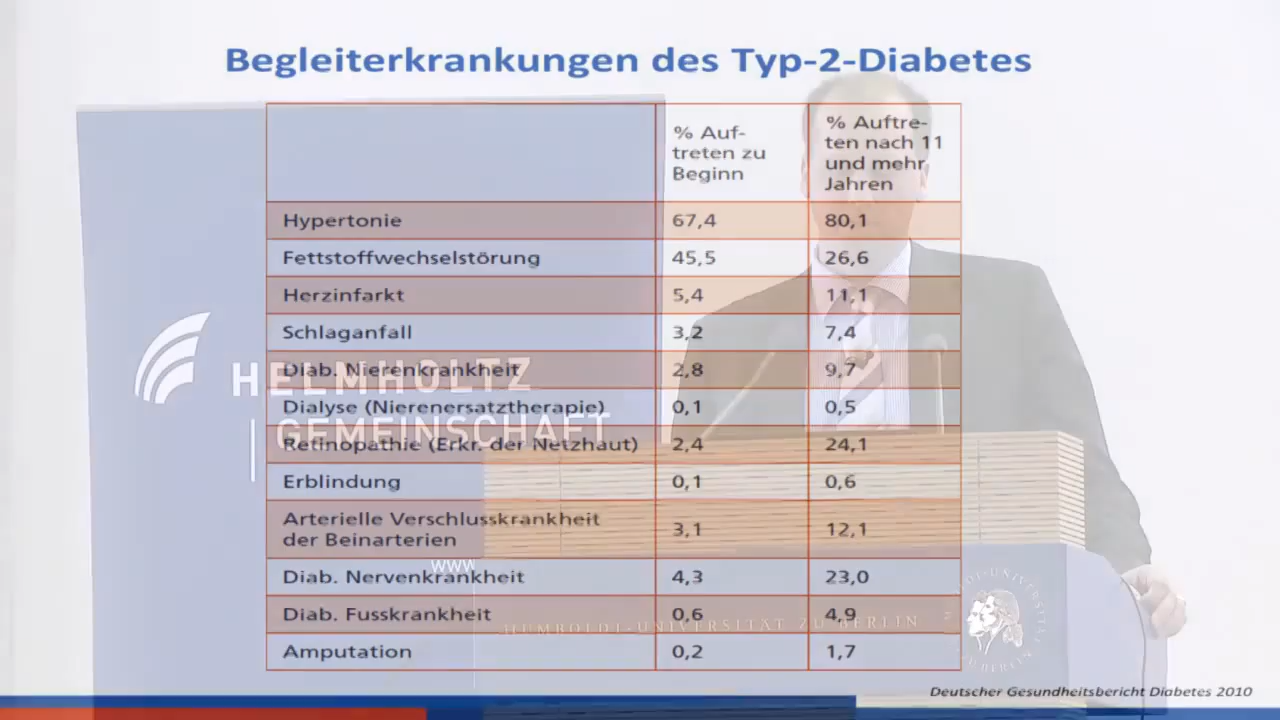 Begleiterkrankungen des Typ-2-Diabetes
% Auf-
treten zu
Beginn
% Auftre-
ten nach 11
und mehr
Jahren
Hypertonie 67,4 80,1
Fettstoffwechselstörung 45,5 26,6
Herzinfarkt 5,4 11,1
Schlaganfall 3,2 7,4
Diab. Nierenkrankheit 2,8 9,7
Dialyse (Nierenersatztherapie) 0,1 0,5
Retinopathie (Erkr. der Netzhaut) 2,4 24,1
Erblindung 0,1 0,6
Arterielle Verschlusskrankheit
der Beinarterien 3,1 12,1
Diab. Nervenkrankheit 4,3 23,0
Diab. Fusskrankheit 0,6 4,9
Amputation 0,2 1,7
Deutscher Gesundheitsbericht Diabetes 2010
HELMHOLTZ
GEMEINSCHAFT
www
HUMBOLDT-UNIVERSITÄT ZU BERLIN